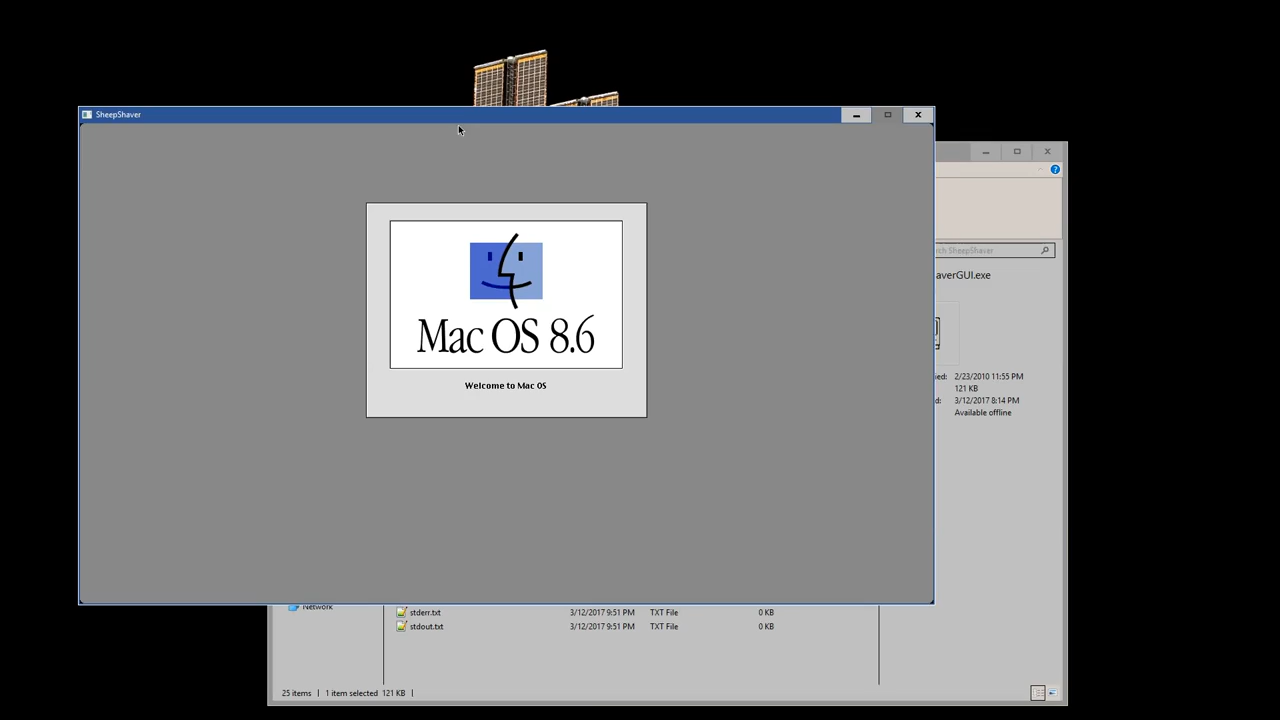 SheepShaver
Mac OS 8.6
Welcome to Mac OS
SheepShaver
averGUI.exe
2/23/2010 11:55 PM
121 KB
3/12/2017 8:14 PM
Available offline
Network
stderr.txt 3/12/2017 9:51 PM TXT File 0 KB
stdout.txt 3/12/2017 9:51 PM TXT File 0 KB
25 items 1 item selected 121 KB